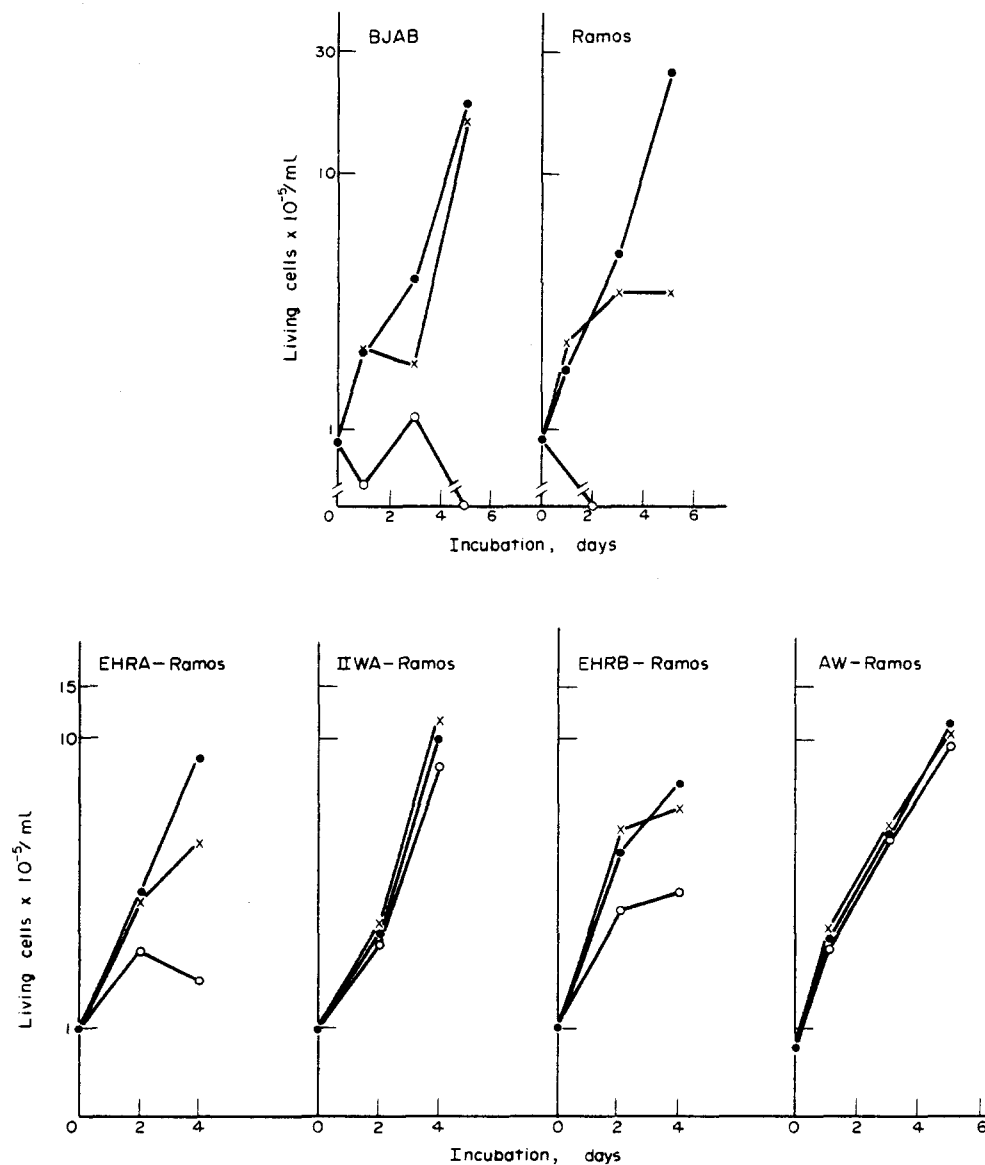 BJAB
Ramos
30
10
1
Living cells x 10⁻⁵/ml
0 2 4 6 0 2 4 6
Incubation, days
EHRA-Ramos
IIWA-Ramos
EHRB-Ramos
AW-Ramos
15
10
1
Living cells x 10⁻⁵/ml
0 2 4 0 2 4 0 2 4 0 2 4 6
Incubation, days